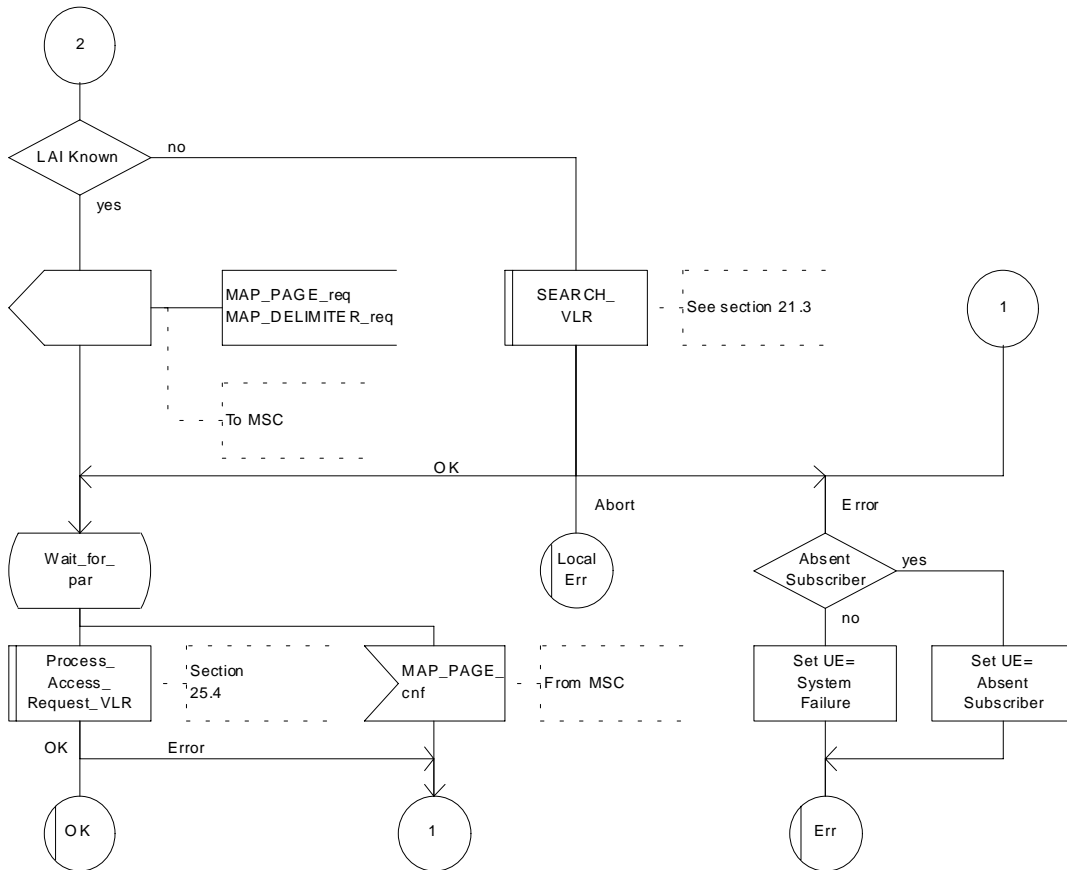 2
LAI Known
no
yes
MAP_PAGE_req
MAP_DELIMITER_req
SEARCH_
VLR
See section 21.3
1
To MSC
OK
Abort
Error
Wait_for_
par
Local
Err
Absent
Subscriber
yes
no
Process_
Access_
Request_VLR
Section
25.4
MAP_PAGE_
cnf
From MSC
Set UE=
System
Failure
Set UE=
Absent
Subscriber
OK
Error
OK
1
Err